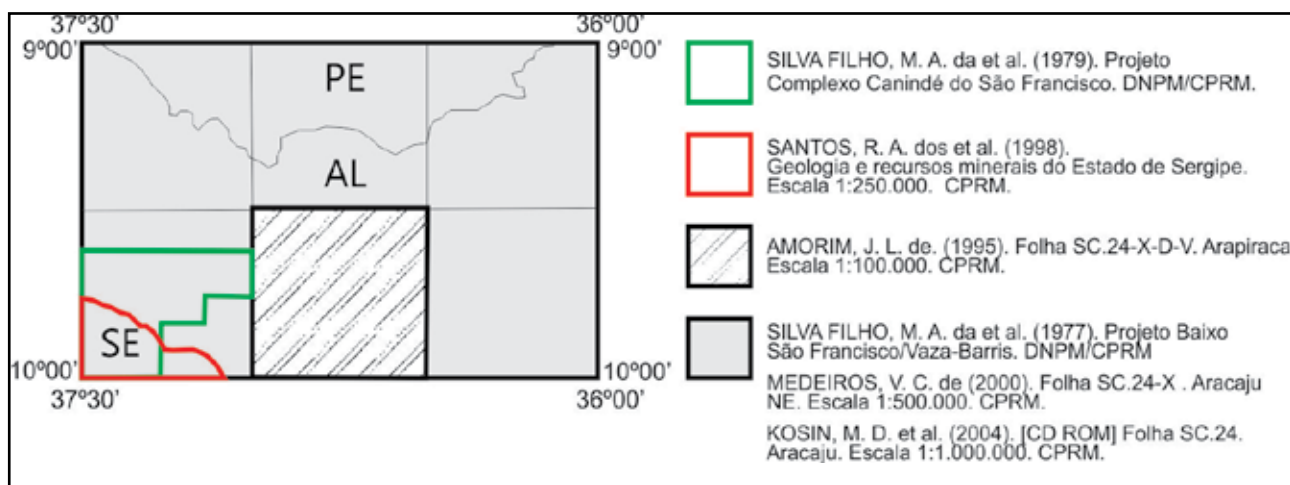 37º30' 36º00'
9º00' 9º00'
PE
AL
SE
10º00' 10º00'
37º30' 36º00'
SILVA FILHO, M. A. da et al. (1979). Projeto
Complexo Canindé do São Francisco. DNPM/CPRM.
SANTOS, R. A. dos et al. (1998).
Geologia e recursos minerais do Estado de Sergipe.
Escala 1:250.000. CPRM.
AMORIM, J. L. de. (1995). Folha SC.24-X-D-V. Arapiraca
Escala 1:100.000. CPRM.
SILVA FILHO, M. A. da et al. (1977). Projeto Baixo
São Francisco/Vaza-Barris. DNPM/CPRM
MEDEIROS, V. C. de (2000). Folha SC.24-X . Aracaju
NE. Escala 1:500.000. CPRM.
KOSIN, M. D. et al. (2004). [CD ROM] Folha SC.24.
Aracaju. Escala 1:1.000.000. CPRM.